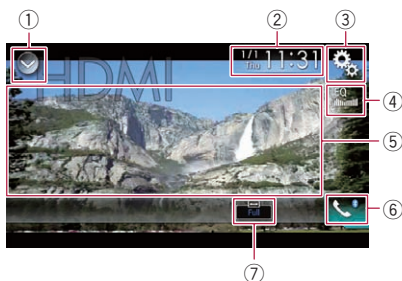 ① ② ③
HDMI
1/1
Thu 11:31
EQ
④
⑤
Full
⑥
⑦